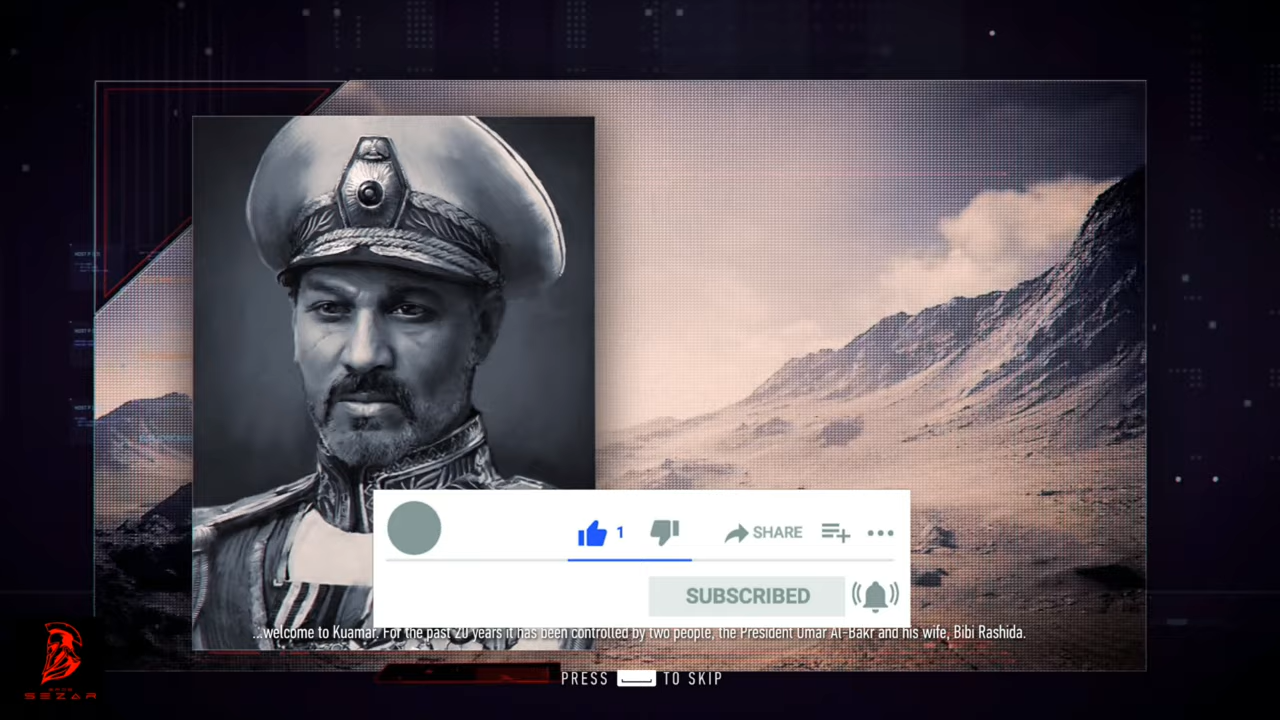 1
SHARE
SUBSCRIBED
...welcome to Kuamar. For the past 20 years it has been controlled by two people, the President Umar Al-Bakr and his wife, Bibi Rashida.
PRESS TO SKIP
SEZAR